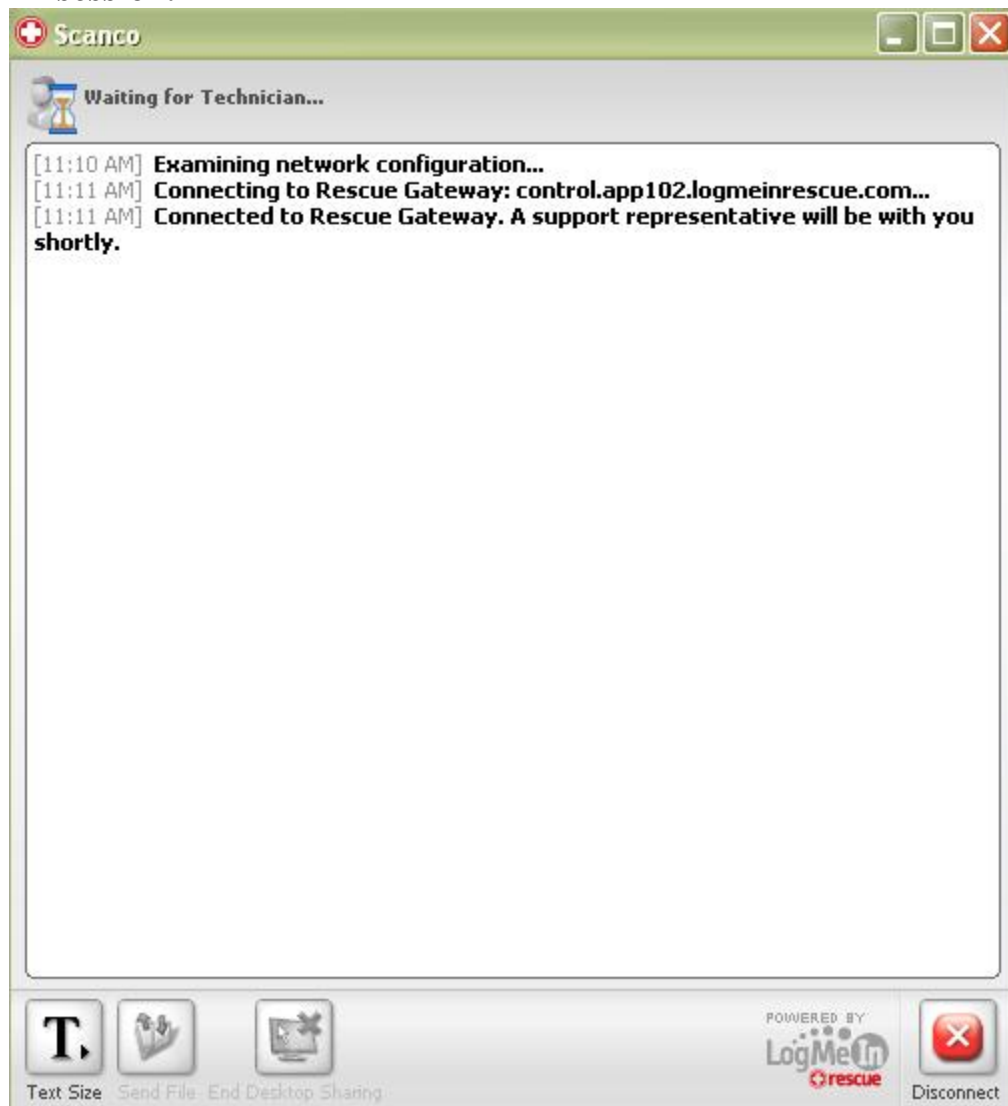 Scanco
Waiting for Technician...
[11:10 AM] Examining network configuration...
[11:11 AM] Connecting to Rescue Gateway: control.app102.logmeinrescue.com...
[11:11 AM] Connected to Rescue Gateway. A support representative will be with you
shortly.
T
Text Size
Send File
End Desktop Sharing
POWERED BY
LogMeIn
rescue
Disconnect